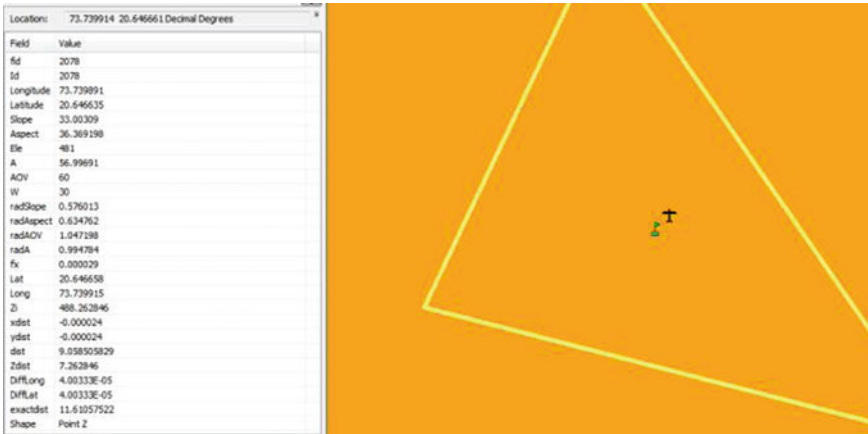 Location: 73.739914 20.646661 Decimal Degrees
Field Value
fid 2078
Id 2078
Longitude 73.739891
Latitude 20.646635
Slope 33.00309
Aspect 36.369198
Ele 481
A 56.99691
AOV 60
W 30
radSlope 0.576013
radAspect 0.634762
radAOV 1.047198
radA 0.994784
fx 0.000029
Lat 20.646658
Long 73.739915
Zi 488.262846
xdist -0.000024
ydist -0.000024
dist 9.058505829
Zdist 7.262846
DiffLong 4.00333E-05
DiffLat 4.00333E-05
exactdist 11.61057522
Shape Point Z